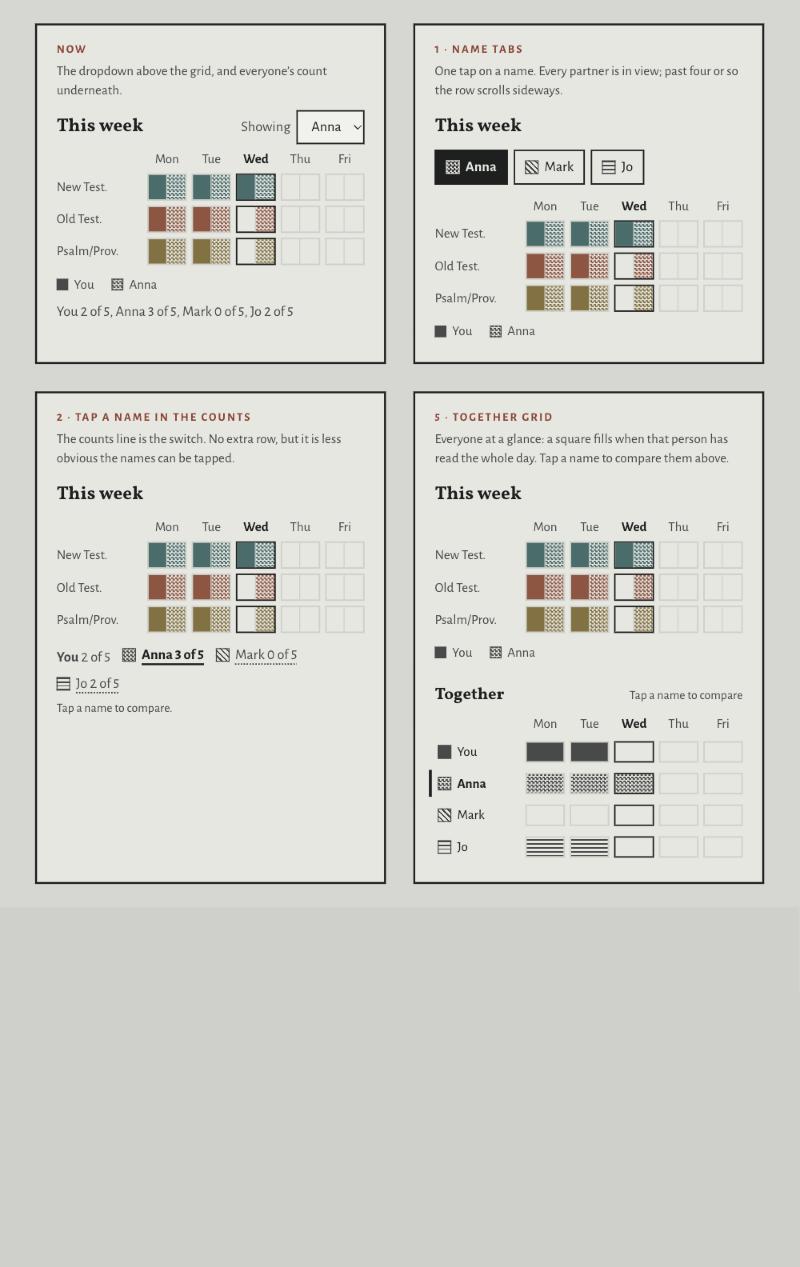 NOW
The dropdown above the grid, and everyone's count
underneath.
This week
Showing Anna
Mon Tue Wed Thu Fri
New Test.
Old Test.
Psalm/Prov.
You Anna
You 2 of 5, Anna 3 of 5, Mark 0 of 5, Jo 2 of 5
1 · NAME TABS
One tap on a name. Every partner is in view; past four or so
the row scrolls sideways.
This week
Anna Mark Jo
Mon Tue Wed Thu Fri
New Test.
Old Test.
Psalm/Prov.
You Anna
2 · TAP A NAME IN THE COUNTS
The counts line is the switch. No extra row, but it is less
obvious the names can be tapped.
This week
Mon Tue Wed Thu Fri
New Test.
Old Test.
Psalm/Prov.
You 2 of 5 Anna 3 of 5 Mark 0 of 5
Jo 2 of 5
Tap a name to compare.
5 · TOGETHER GRID
Everyone at a glance: a square fills when that person has
read the whole day. Tap a name to compare them above.
This week
Mon Tue Wed Thu Fri
New Test.
Old Test.
Psalm/Prov.
You Anna
Together Tap a name to compare
Mon Tue Wed Thu Fri
You
Anna
Mark
Jo